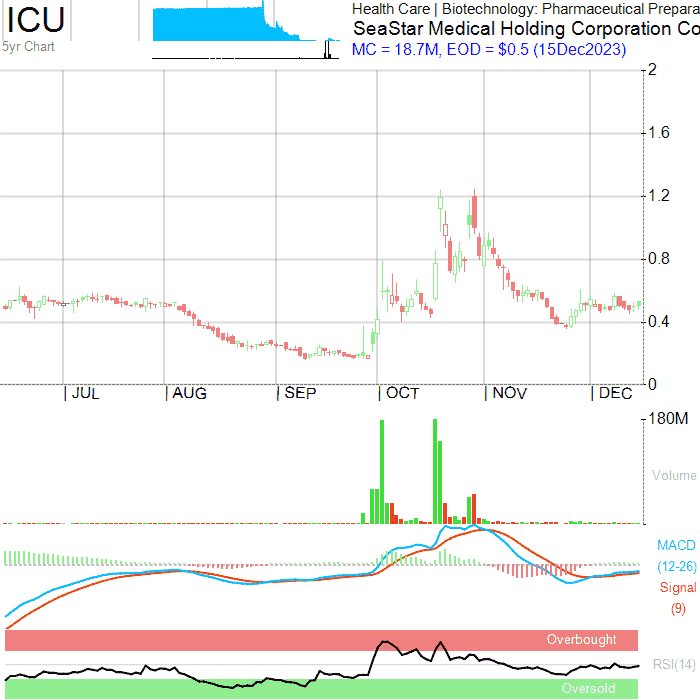 ICU
5yr Chart
Health Care | Biotechnology: Pharmaceutical Prepara
SeaStar Medical Holding Corporation Co
MC = 18.7M, EOD = $0.5 (15Dec2023)
2
1.6
1.2
0.8
0.4
0
JUL AUG SEP OCT NOV DEC
180M
Volume
MACD
(12-26)
Signal
(9)
Overbought
RSI(14)
Oversold